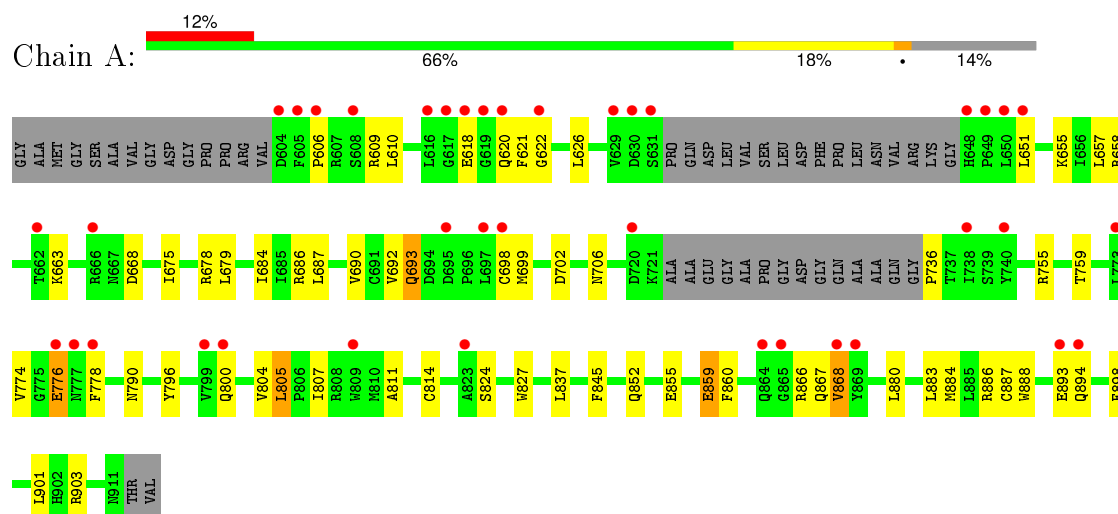 12%
Chain A:
66% 18% • 14%
GLY ALA MET GLY SER ALA VAL GLY ASP GLY PRO PRO ARG VAL D604 F605 P606 R607 S608 R609 L610 L616 G617 E618 G619 Q620 F621 G622 L626 V629 D630 S631 PRO GLN ASP LEU VAL SER LEU ASP PHE PRO LEU ASN VAL ARG LYS GLY H648 P649 L650 L651 K655 I656 L657 R658
T662 K663 R666 N667 D668 I675 R678 L679 I684 I685 R686 L687 V690 C691 V692 Q693 D694 D695 P696 L697 C698 M699 D702 N706 D720 K721 ALA ALA GLU GLY ALA PRO GLY ASP GLY GLN ALA ALA GLN GLY P736 T737 I738 S739 Y740 R755 T759
V774 G775 E776 N777 F778 N790 Y796 V799 Q800 V804 L805 P806 I807 R808 W809 M810 A811 C814 A823 S824 W827 L837 F845 Q852 E855 E859 F860 Q864 G865 R866 Q867 V868 Y869 L880 L883 M884 L885 R886 C887 W888 E893 Q894
L901 H902 R903 N911 THR VAL